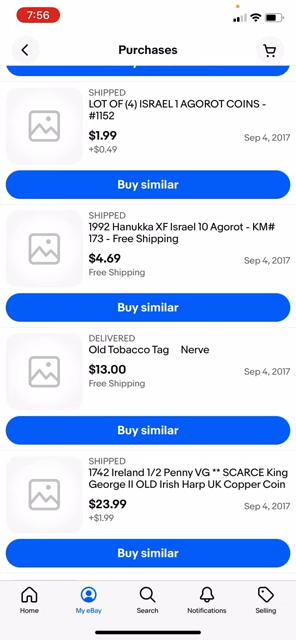 7:56
Purchases
SHIPPED
LOT OF (4) ISRAEL 1 AGOROT COINS -
#1152
$1.99
+$0.49
Sep 4, 2017
Buy similar
SHIPPED
1992 Hanukka XF Israel 10 Agorot - KM#
173 - Free Shipping
$4.69
Free Shipping
Sep 4, 2017
Buy similar
DELIVERED
Old Tobacco Tag Nerve
$13.00
Free Shipping
Sep 4, 2017
Buy similar
SHIPPED
1742 Ireland 1/2 Penny VG ** SCARCE King
George II OLD Irish Harp UK Copper Coin
$23.99
+$1.99
Sep 4, 2017
Buy similar
Home
My eBay
Search
Notifications
Selling